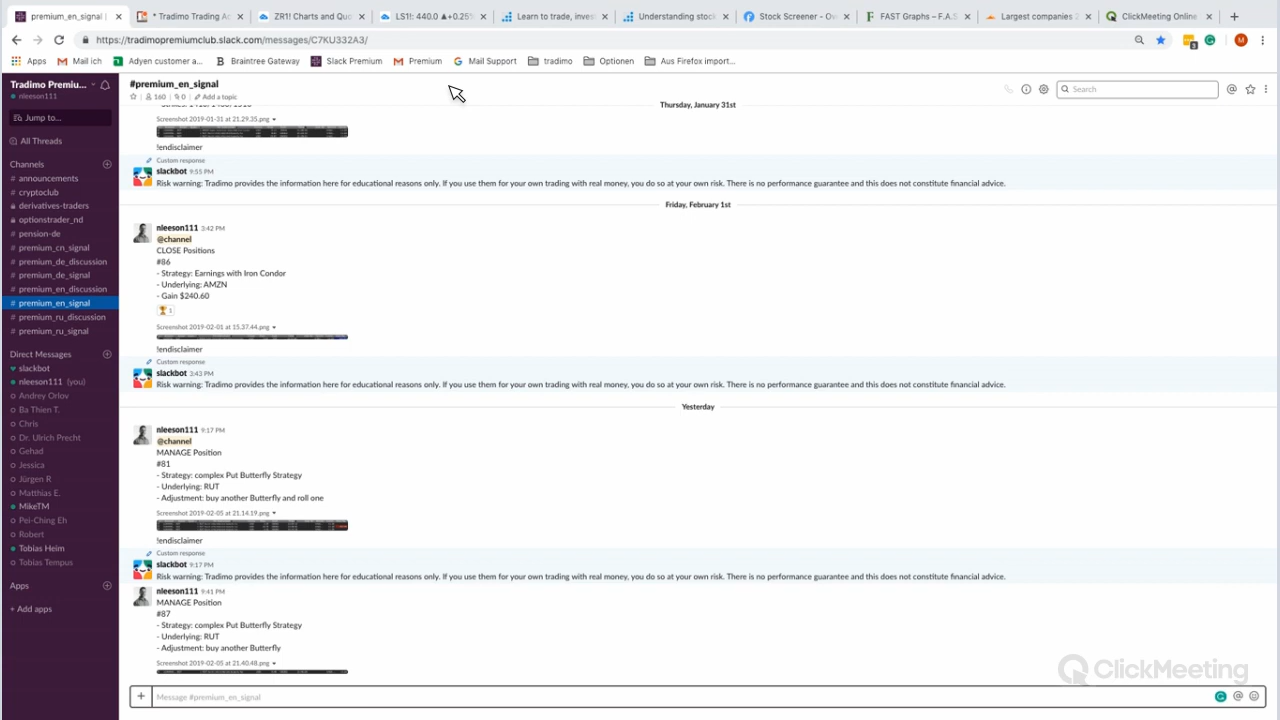 premium_en_signal |
* Tradimo Trading Ac
ZR1! Charts and Quo
LS1!: 440.0 ▲+0.25%
Learn to trade, inves
Understanding stock
Stock Screener - Ov
FAST Graphs – F.A.S
Largest companies 2
ClickMeeting Online
https://tradimopremiumclub.slack.com/messages/C7KU332A3/
Apps
Mail ich
Adyen customer a/...
Braintree Gateway
Slack Premium
Premium
Mail Support
tradimo
Optionen
Aus Firefox import...
Tradimo Premiu...
nleeson111
Jump to...
All Threads
Channels
# announcements
# cryptoclub
derivatives-traders
optionstrader_nd
# pension-de
# premium_cn_signal
# premium_de_discussion
# premium_de_signal
# premium_en_discussion
# premium_en_signal
# premium_ru_discussion
# premium_ru_signal
Direct Messages
slackbot
nleeson111 (you)
Andrey Orlov
Ba Thien T.
Chris
Dr. Ulrich Precht
Gehad
Jessica
Jürgen R
Matthias E.
MikeTM
Pei-Ching Eh
Robert
Tobias Heim
Tobias Tempus
Apps
+ Add apps
#premium_en_signal
160 | 0 | Add a topic
Search
Thursday, January 31st
Screenshot 2019-01-31 at 21.29.35.png
!endisclaimer
Custom response
slackbot 9:55 PM
Risk warning: Tradimo provides the information here for educational reasons only. If you use them for your own trading with real money, you do so at your own risk. There is no performance guarantee and this does not constitute financial advice.
Friday, February 1st
nleeson111 3:42 PM
@channel
CLOSE Positions
#86
- Strategy: Earnings with Iron Condor
- Underlying: AMZN
- Gain $240.60
1
Screenshot 2019-02-01 at 15.37.44.png
!endisclaimer
Custom response
slackbot 3:43 PM
Risk warning: Tradimo provides the information here for educational reasons only. If you use them for your own trading with real money, you do so at your own risk. There is no performance guarantee and this does not constitute financial advice.
Yesterday
nleeson111 9:17 PM
@channel
MANAGE Position
#81
- Strategy: complex Put Butterfly Strategy
- Underlying: RUT
- Adjustment: buy another Butterfly and roll one
Screenshot 2019-02-05 at 21.14.19.png
!endisclaimer
Custom response
slackbot 9:17 PM
Risk warning: Tradimo provides the information here for educational reasons only. If you use them for your own trading with real money, you do so at your own risk. There is no performance guarantee and this does not constitute financial advice.
nleeson111 9:41 PM
MANAGE Position
#87
- Strategy: complex Put Butterfly Strategy
- Underlying: RUT
- Adjustment: buy another Butterfly
Screenshot 2019-02-05 at 21.40.48.png
Message #premium_en_signal
ClickMeeting